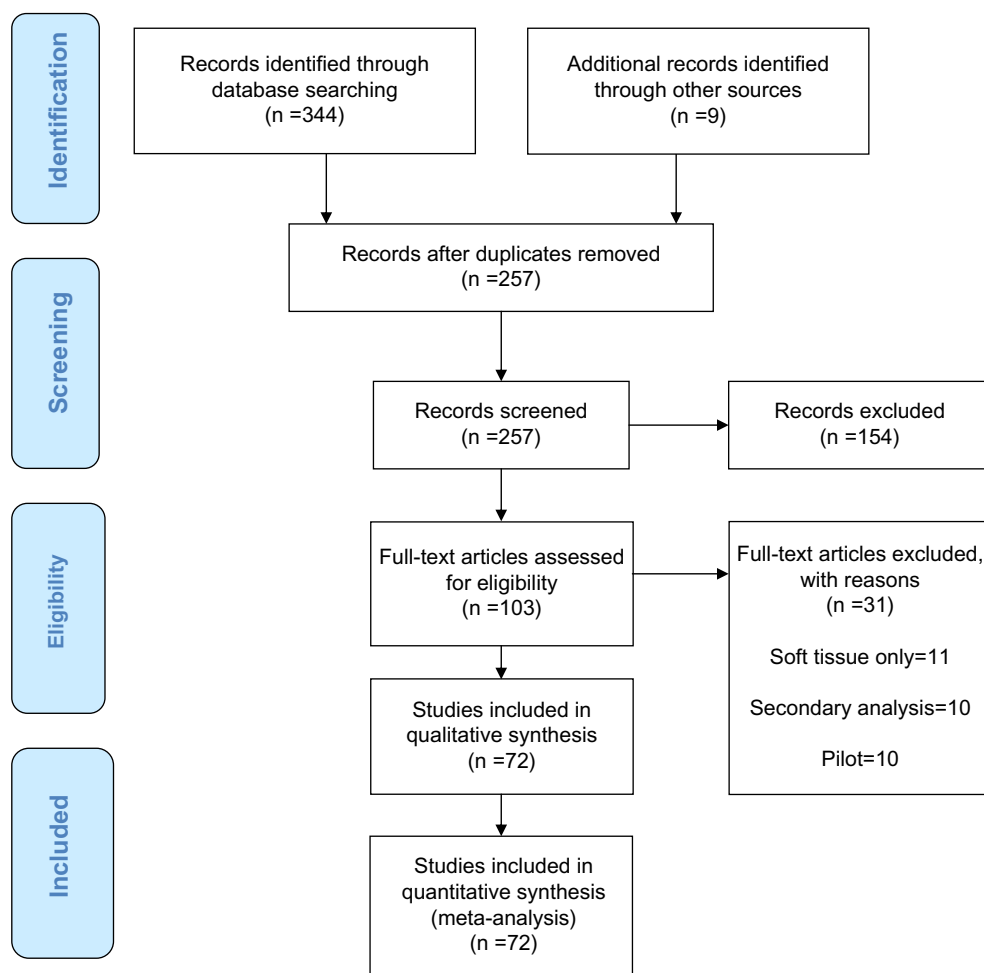 Identification
Records identified through
database searching
(n =344)
Additional records identified
through other sources
(n =9)
Records after duplicates removed
(n =257)
Screening
Records screened
(n =257)
Records excluded
(n =154)
Eligibility
Full-text articles assessed
for eligibility
(n =103)
Full-text articles excluded,
with reasons
(n =31)
Soft tissue only=11
Secondary analysis=10
Pilot=10
Studies included in
qualitative synthesis
(n =72)
Included
Studies included in
quantitative synthesis
(meta-analysis)
(n =72)